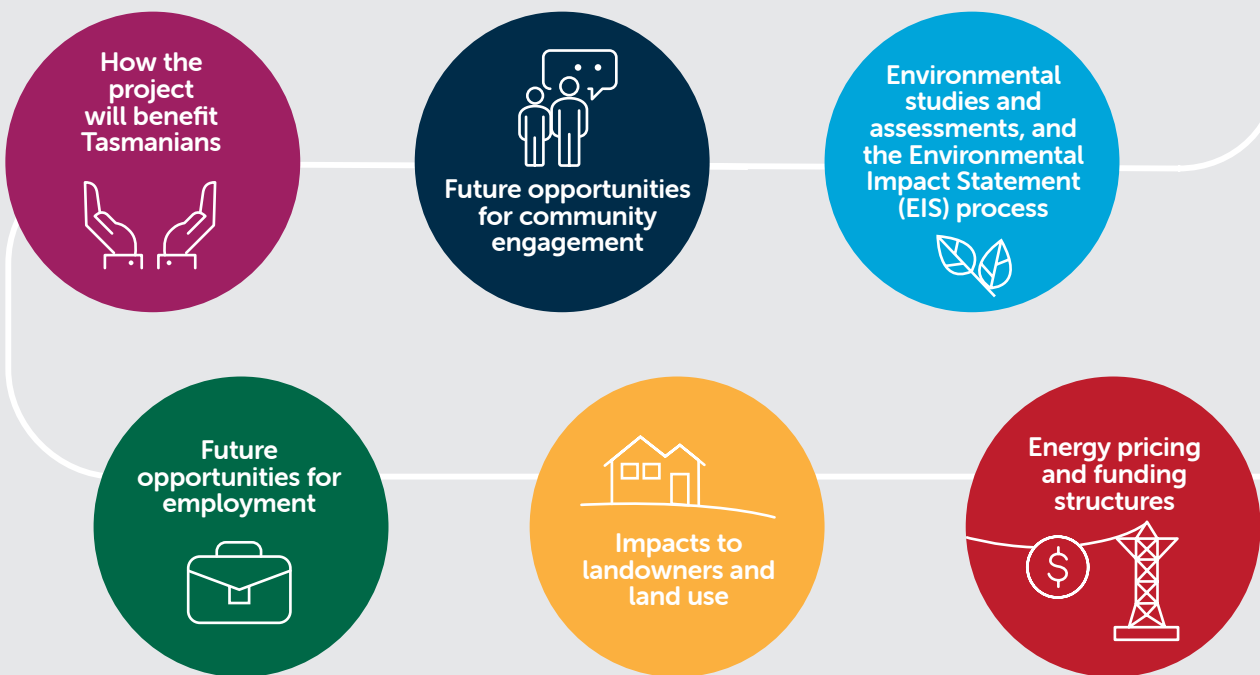 How the
project
will benefit
Tasmanians
Future opportunities
for community
engagement
Environmental
studies and
assessments, and
the Environmental
Impact Statement
(EIS) process
Future
opportunities for
employment
Impacts to
landowners and
land use
Energy pricing
and funding
structures
$